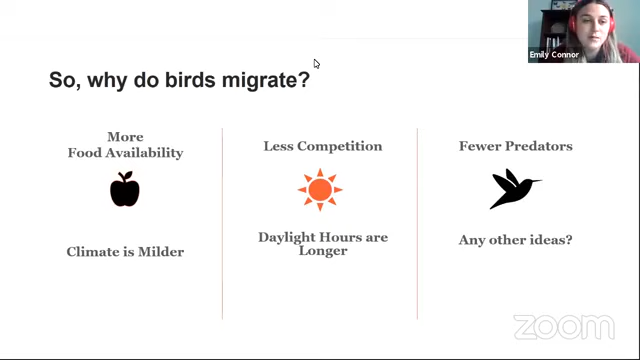 Emily Connor
So, why do birds migrate?
More
Food Availability
Climate is Milder
Less Competition
Daylight Hours are
Longer
Fewer Predators
Any other ideas?
zoom